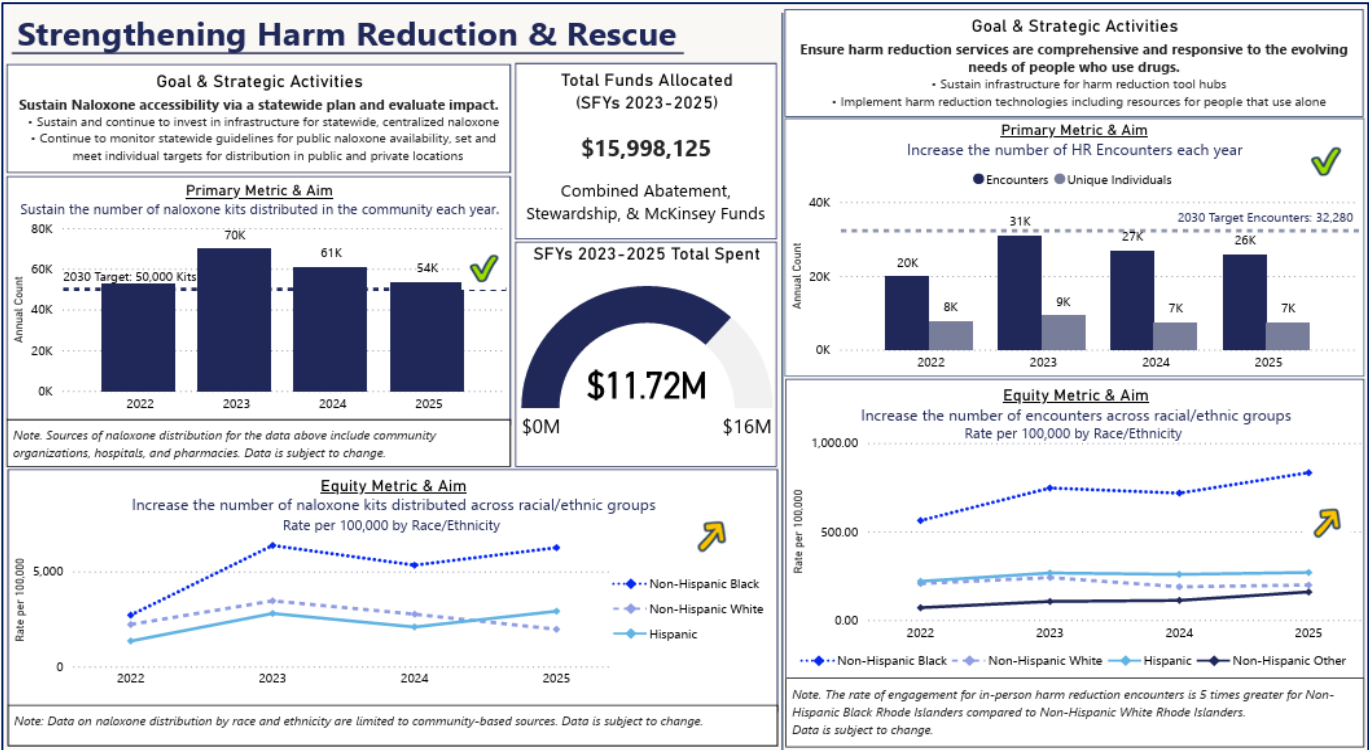 Strengthening Harm Reduction & Rescue
Goal & Strategic Activities
Sustain Naloxone accessibility via a statewide plan and evaluate impact.
• Sustain and continue to invest in infrastructure for statewide, centralized naloxone
• Continue to monitor statewide guidelines for public naloxone availability, set and
meet individual targets for distribution in public and private locations
Primary Metric & Aim
Sustain the number of naloxone kits distributed in the community each year.
Annual Count
80K
60K
40K
20K
0K
2030 Target: 50,000 Kits
70K
61K
54K
2022
2023
2024
2025
Note. Sources of naloxone distribution for the data above include community
organizations, hospitals, and pharmacies. Data is subject to change.
Total Funds Allocated
(SFYs 2023-2025)
$15,998,125
Combined Abatement,
Stewardship, & McKinsey Funds
SFYs 2023-2025 Total Spent
$11.72M
$0M
$16M
Equity Metric & Aim
Increase the number of naloxone kits distributed across racial/ethnic groups
Rate per 100,000 by Race/Ethnicity
Rate per 100,000
5,000
0
2022
2023
2024
2025
Non-Hispanic Black
Non-Hispanic White
Hispanic
Note: Data on naloxone distribution by race and ethnicity are limited to community-based sources. Data is subject to change.
Goal & Strategic Activities
Ensure harm reduction services are comprehensive and responsive to the evolving
needs of people who use drugs.
• Sustain infrastructure for harm reduction tool hubs
• Implement harm reduction technologies including resources for people that use alone
Primary Metric & Aim
Increase the number of HR Encounters each year
Encounters
Unique Individuals
Annual Count
40K
20K
0K
2030 Target Encounters: 32,280
20K
8K
31K
9K
27K
7K
26K
7K
2022
2023
2024
2025
Equity Metric & Aim
Increase the number of encounters across racial/ethnic groups
Rate per 100,000 by Race/Ethnicity
Rate per 100,000
1,000.00
500.00
0.00
2022
2023
2024
2025
Non-Hispanic Black
Non-Hispanic White
Hispanic
Non-Hispanic Other
Note. The rate of engagement for in-person harm reduction encounters is 5 times greater for Non-
Hispanic Black Rhode Islanders compared to Non-Hispanic White Rhode Islanders.
Data is subject to change.